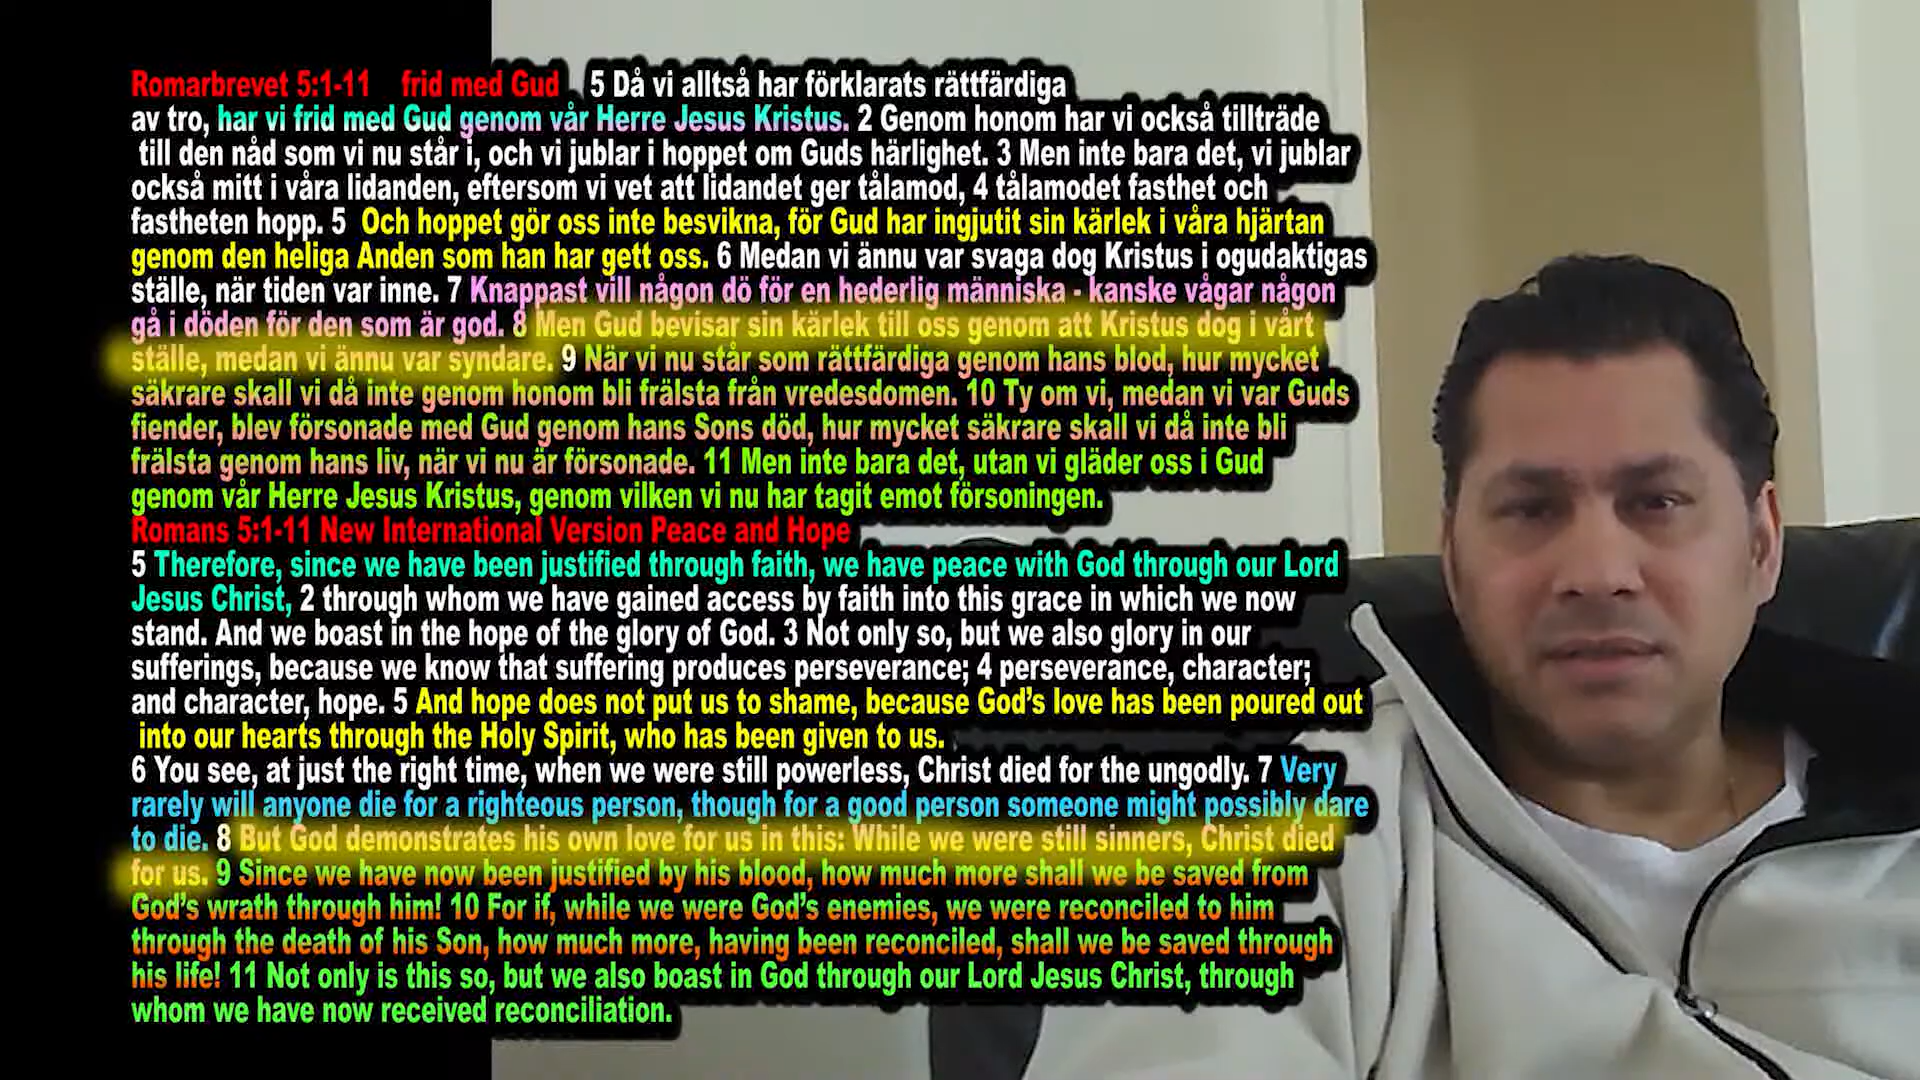 Romarbrevet 5:1-11 frid med Gud 5 Då vi alltså har förklarats rättfärdiga
av tro, har vi frid med Gud genom vår Herre Jesus Kristus. 2 Genom honom har vi också tillträde
till den nåd som vi nu står i, och vi jublar i hoppet om Guds härlighet. 3 Men inte bara det, vi jublar
också mitt i våra lidanden, eftersom vi vet att lidandet ger tålamod, 4 tålamodet fasthet och
fastheten hopp. 5 Och hoppet gör oss inte besvikna, för Gud har ingjutit sin kärlek i våra hjärtan
genom den heliga Anden som han har gett oss. 6 Medan vi ännu var svaga dog Kristus i ogudaktigas
ställe, när tiden var inne. 7 Knappast vill någon dö för en hederlig människa - kanske vågar någon
gå i döden för den som är god. 8 Men Gud bevisar sin kärlek till oss genom att Kristus dog i vårt
ställe, medan vi ännu var syndare. 9 När vi nu står som rättfärdiga genom hans blod, hur mycket
säkrare skall vi då inte genom honom bli frälsta från vredesdomen. 10 Ty om vi, medan vi var Guds
fiender, blev försonade med Gud genom hans Sons död, hur mycket säkrare skall vi då inte bli
frälsta genom hans liv, när vi nu är försonade. 11 Men inte bara det, utan vi gläder oss i Gud
genom vår Herre Jesus Kristus, genom vilken vi nu har tagit emot försoningen.
Romans 5:1-11 New International Version Peace and Hope
5 Therefore, since we have been justified through faith, we have peace with God through our Lord
Jesus Christ, 2 through whom we have gained access by faith into this grace in which we now
stand. And we boast in the hope of the glory of God. 3 Not only so, but we also glory in our
sufferings, because we know that suffering produces perseverance; 4 perseverance, character;
and character, hope. 5 And hope does not put us to shame, because God's love has been poured out
into our hearts through the Holy Spirit, who has been given to us.
6 You see, at just the right time, when we were still powerless, Christ died for the ungodly. 7 Very
rarely will anyone die for a righteous person, though for a good person someone might possibly dare
to die. 8 But God demonstrates his own love for us in this: While we were still sinners, Christ died
for us. 9 Since we have now been justified by his blood, how much more shall we be saved from
God's wrath through him! 10 For if, while we were God's enemies, we were reconciled to him
through the death of his Son, how much more, having been reconciled, shall we be saved through
his life! 11 Not only is this so, but we also boast in God through our Lord Jesus Christ, through
whom we have now received reconciliation.